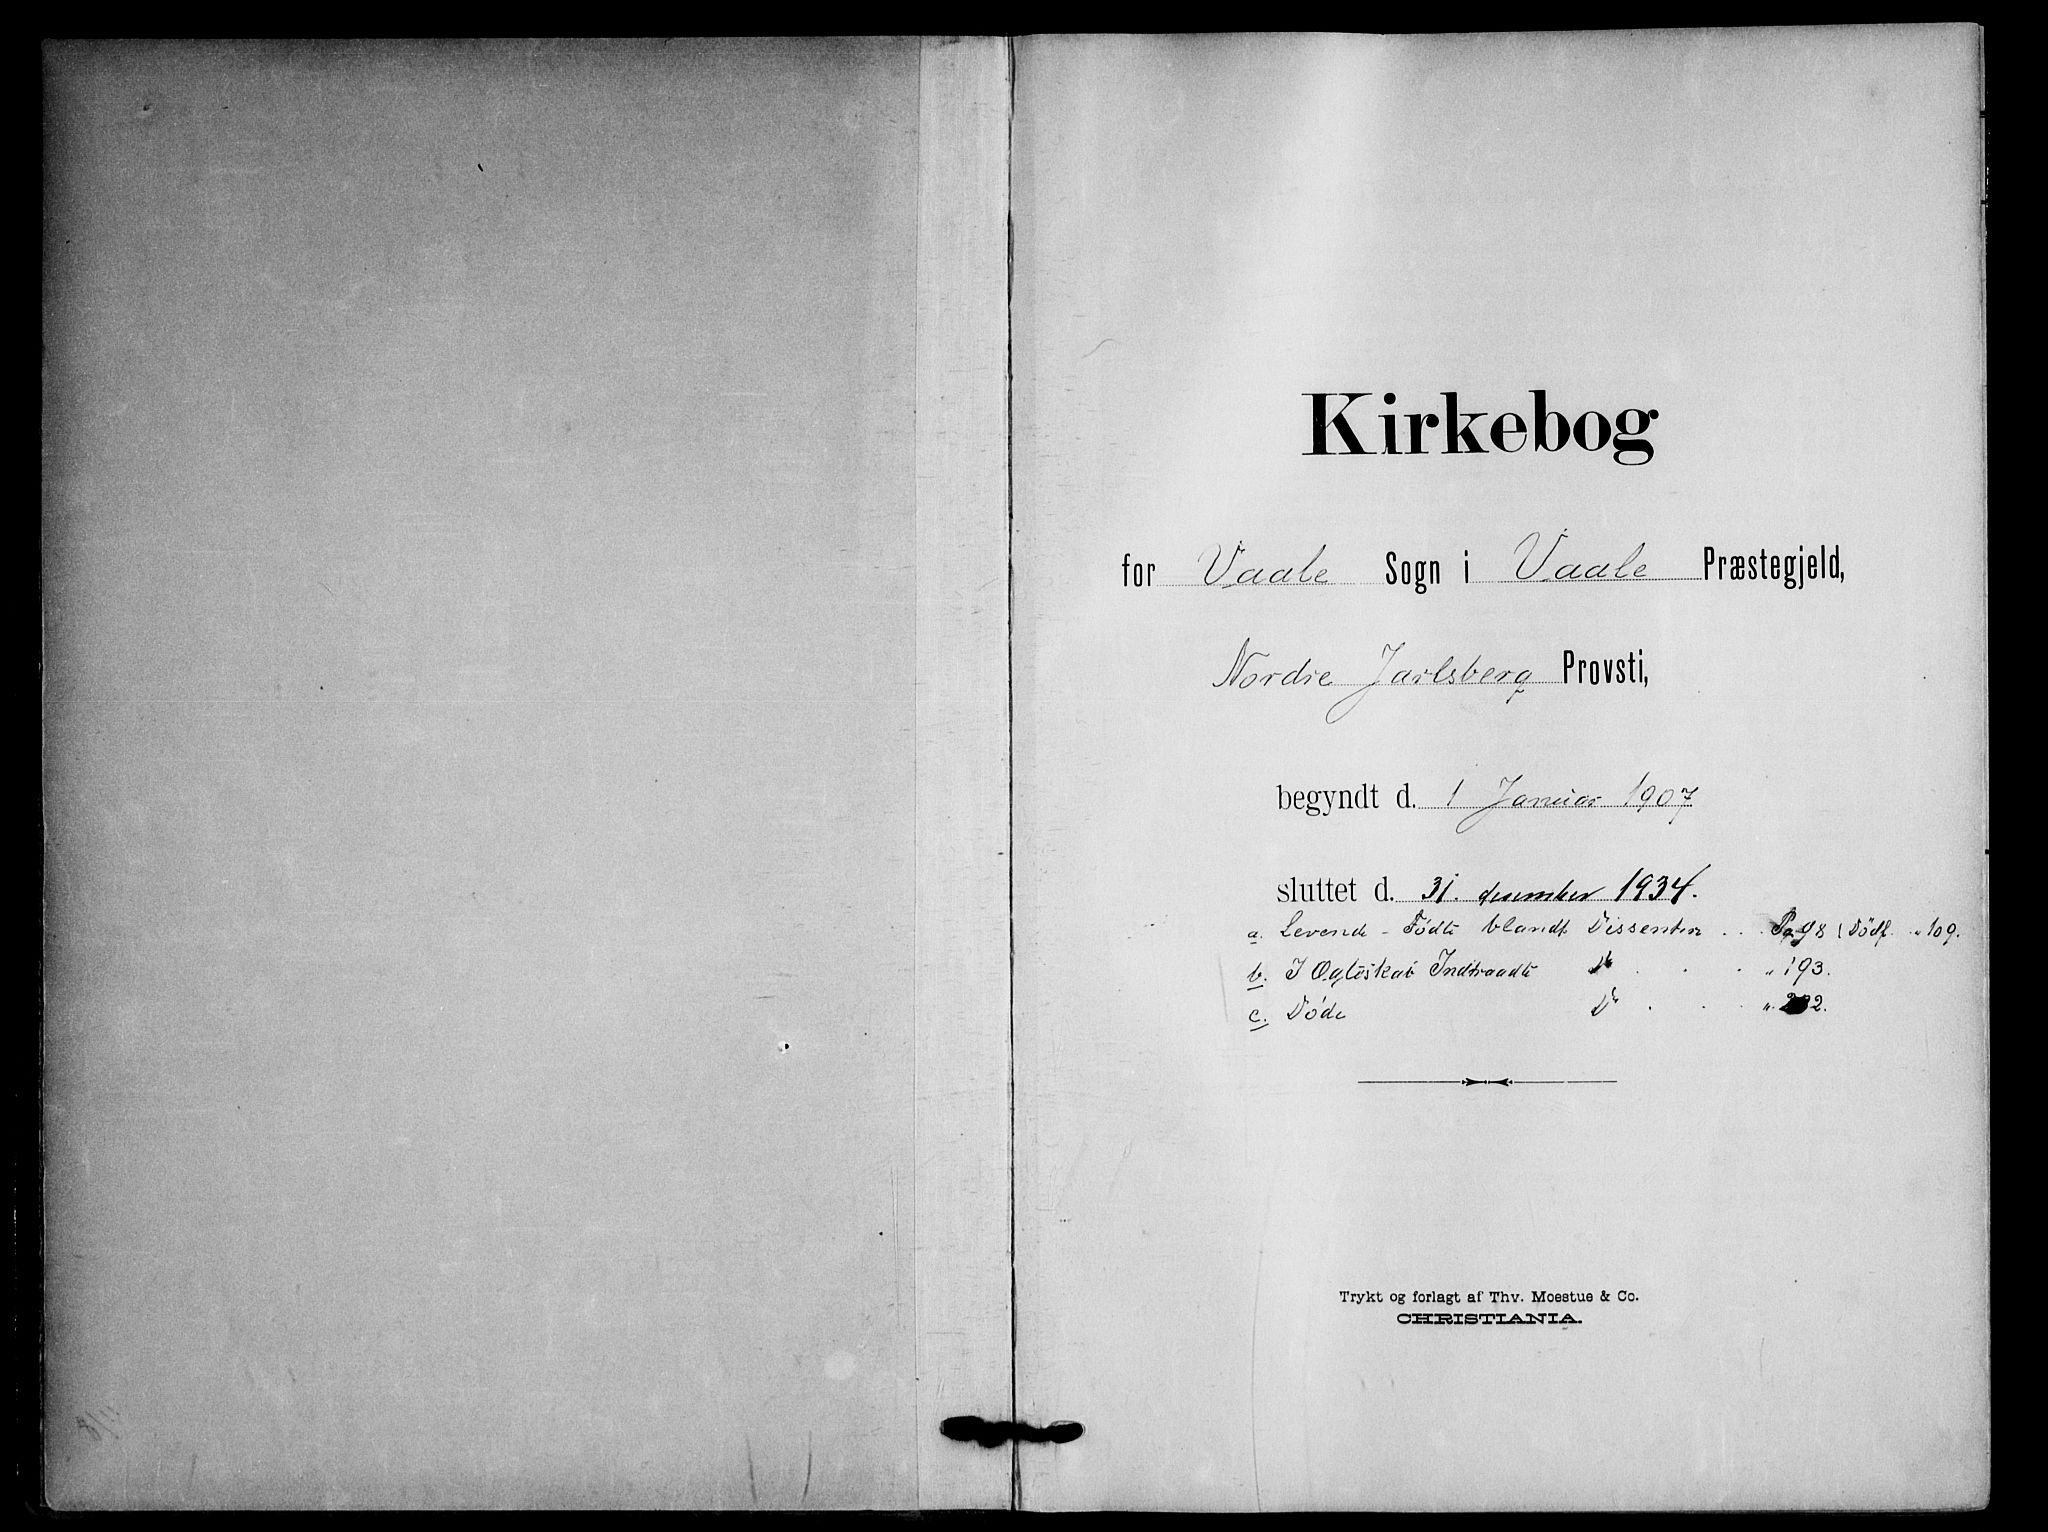 Kirkebog
for Vaale Sogn i Vaale Præstegjeld,
Nordre Jarlsberg Provsti,
begyndt d. 1 Januar 1907
sluttet d. 31. desember 1934.
a. Levende-Fødte blandt Dissentere . . . Pag 98 (Dødf. " 109.
b. I Ægteskab Indtraadte Do . . . " 193.
c. Døde Do . . . "
Trykt og forlagt af Thv. Moestue & Co.
CHRISTIANIA.